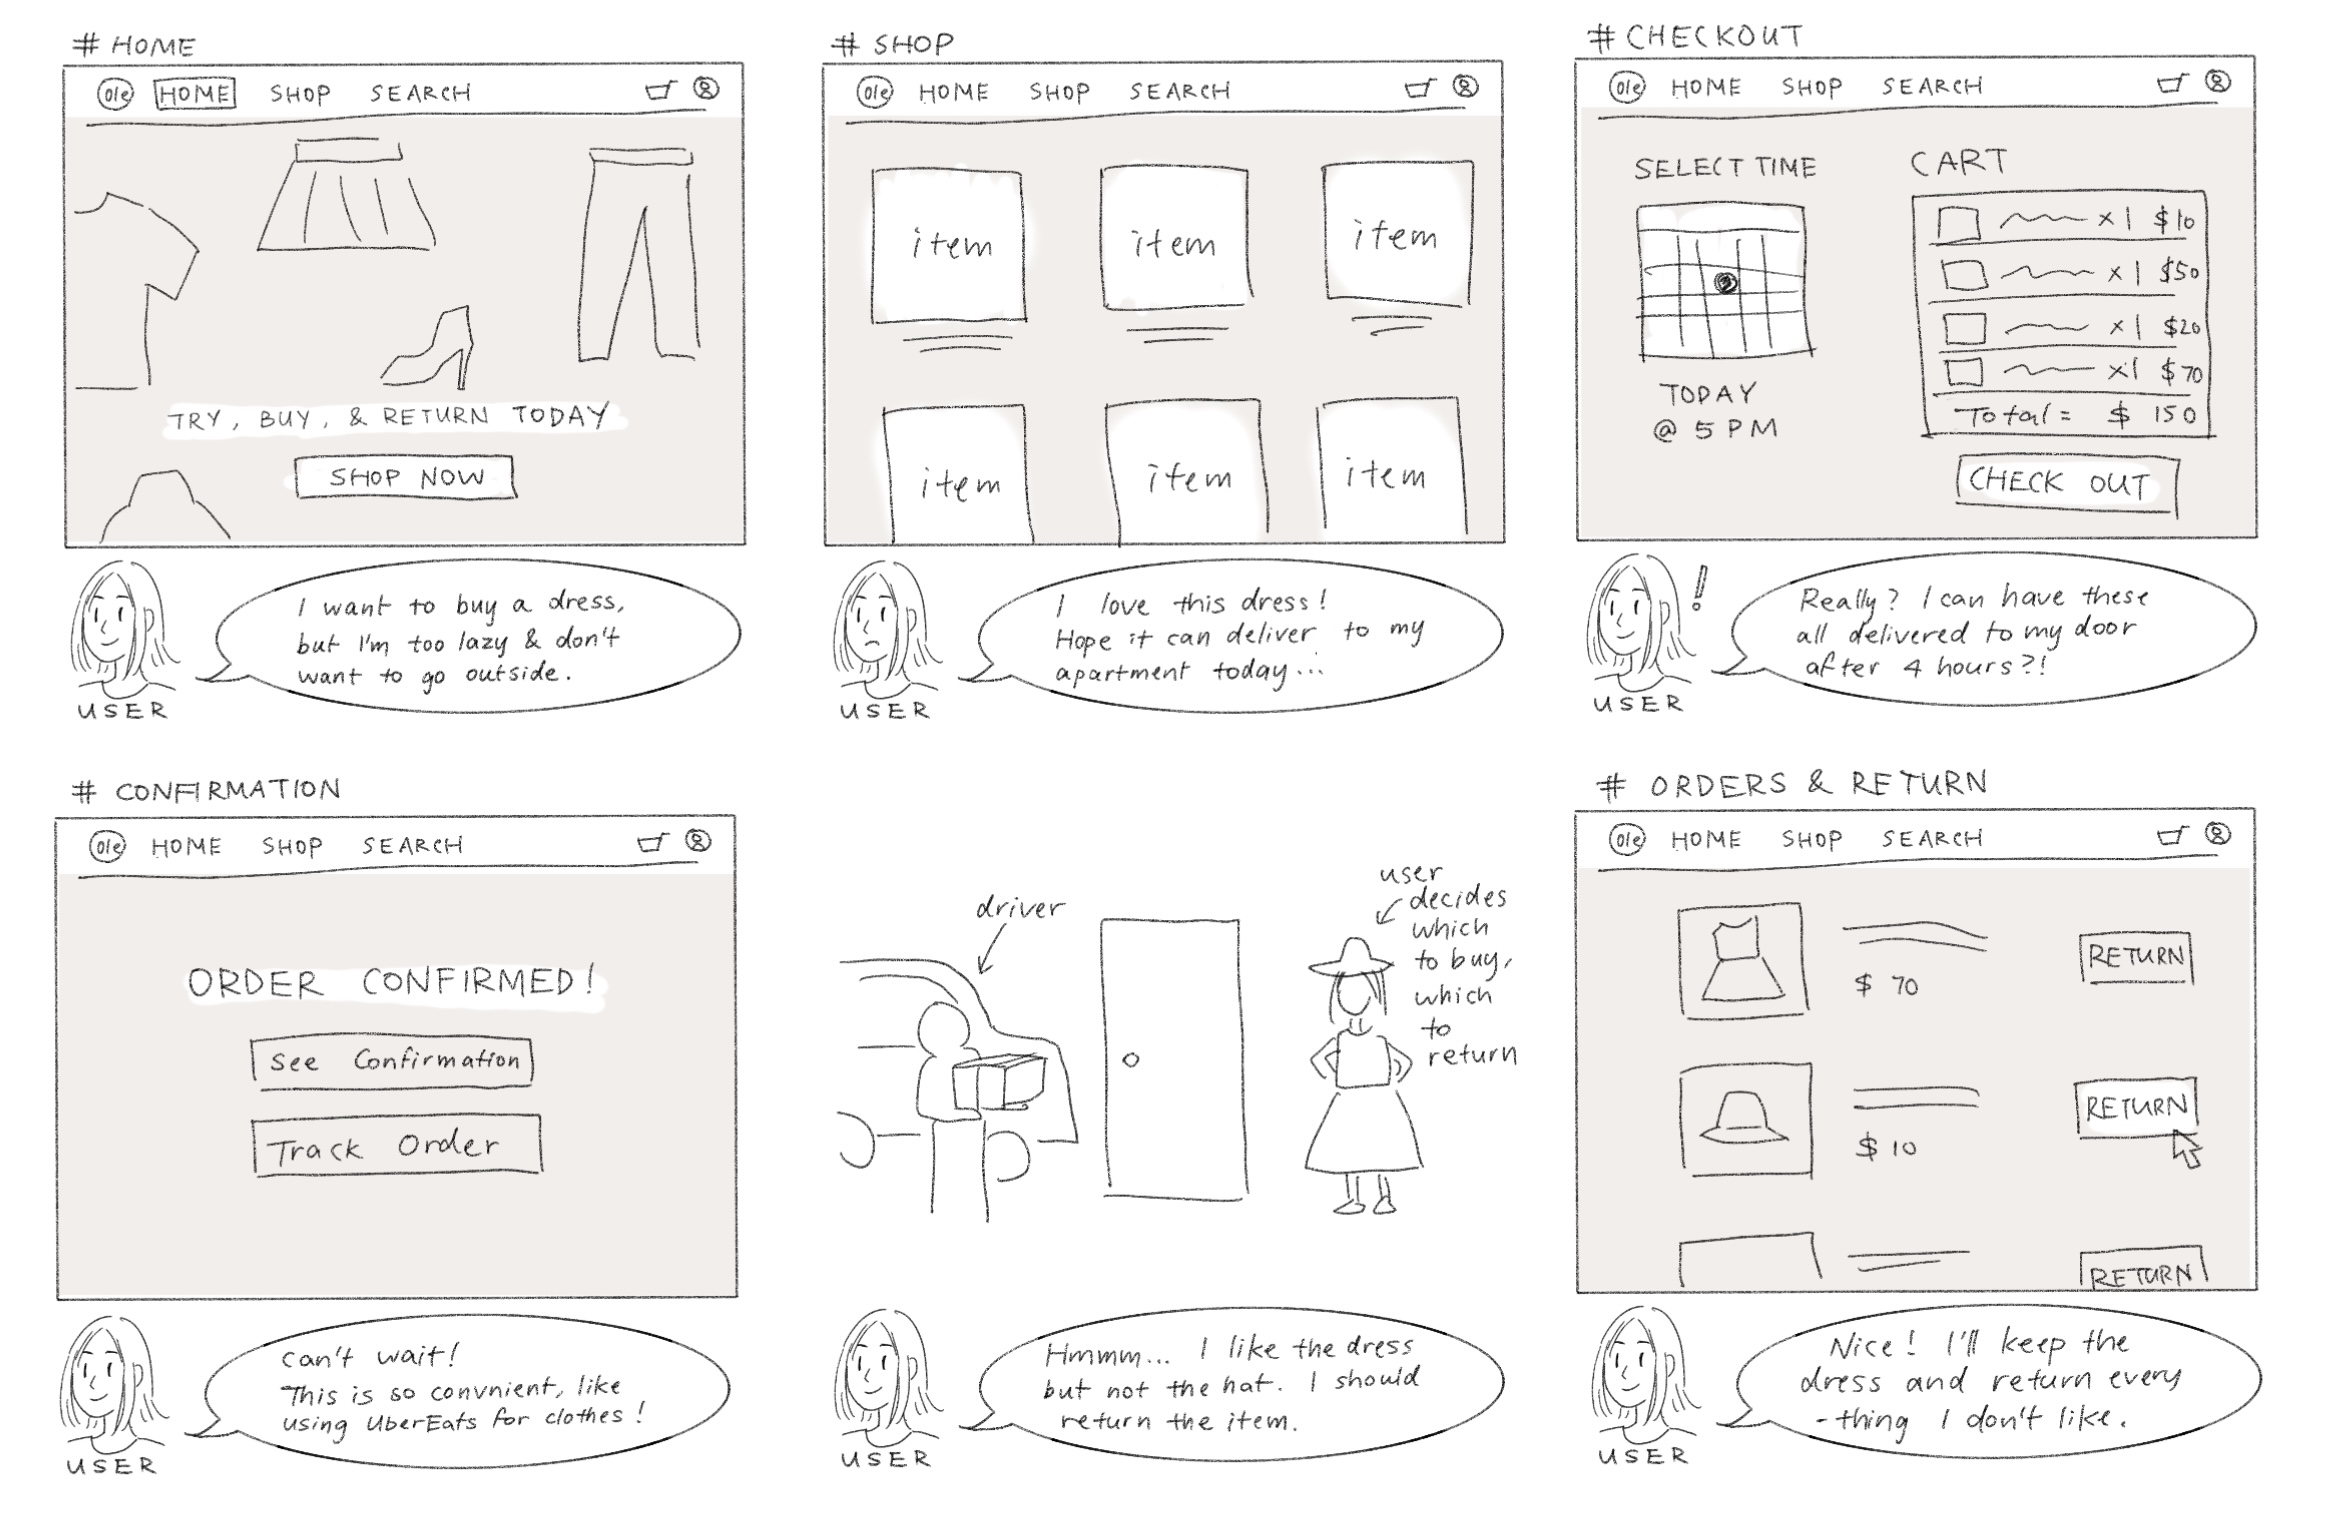 # HOME
Ole HOME SHOP SEARCH
TRY, BUY, & RETURN TODAY
SHOP NOW
I want to buy a dress,
but I'm too lazy & don't
want to go outside.
USER
# SHOP
Ole HOME SHOP SEARCH
item item item
item item item
I love this dress!
Hope it can deliver to my
apartment today...
USER
# CHECKOUT
Ole HOME SHOP SEARCH
SELECT TIME
TODAY
@ 5 PM
CART
x1 $10
x1 $50
x1 $20
x1 $70
Total = $ 150
CHECK OUT
!
Really? I can have these
all delivered to my door
after 4 hours?!
USER
# CONFIRMATION
Ole HOME SHOP SEARCH
ORDER CONFIRMED!
See Confirmation
Track Order
Can't wait!
This is so convnient, like
using UberEats for clothes!
USER
driver
user
decides
which
to buy,
which
to
return
Hmmm... I like the dress
but not the hat. I should
return the item.
USER
# ORDERS & RETURN
Ole HOME SHOP SEARCH
$ 70
RETURN
$ 10
RETURN
RETURN
Nice! I'll keep the
dress and return every
-thing I don't like.
USER